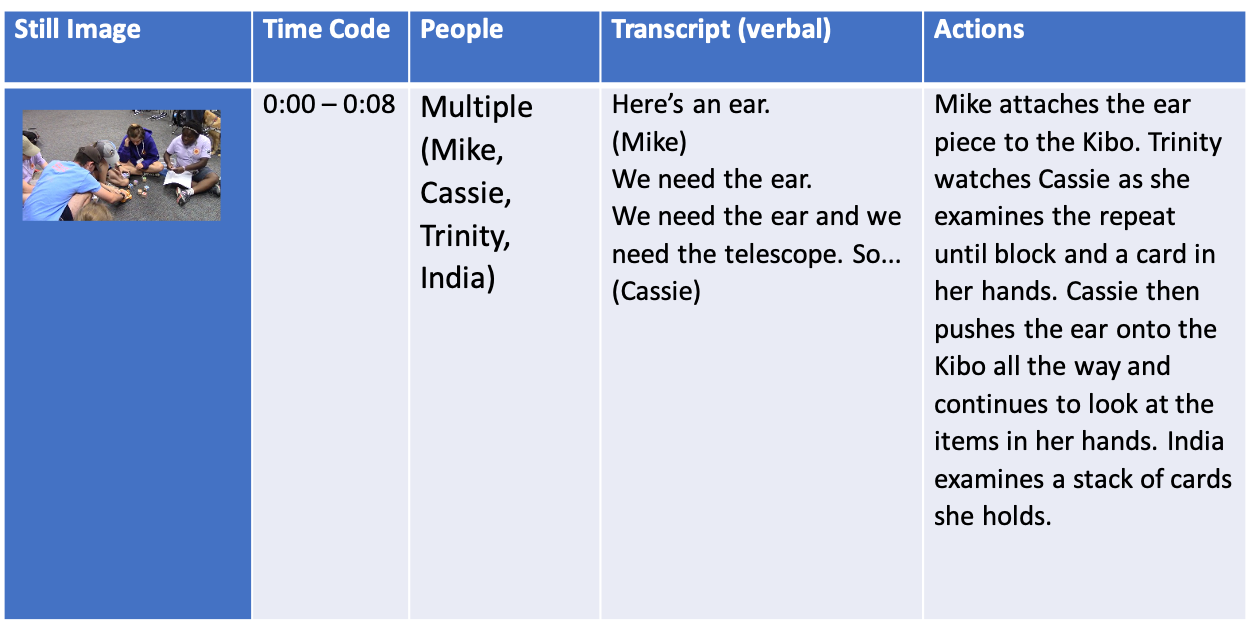 Still Image
Time Code
People
Transcript (verbal)
Actions
0:00 – 0:08
Multiple
(Mike,
Cassie,
Trinity,
India)
Here’s an ear.
(Mike)
We need the ear.
We need the ear and we
need the telescope. So...
(Cassie)
Mike attaches the ear
piece to the Kibo. Trinity
watches Cassie as she
examines the repeat
until block and a card in
her hands. Cassie then
pushes the ear onto the
Kibo all the way and
continues to look at the
items in her hands. India
examines a stack of cards
she holds.